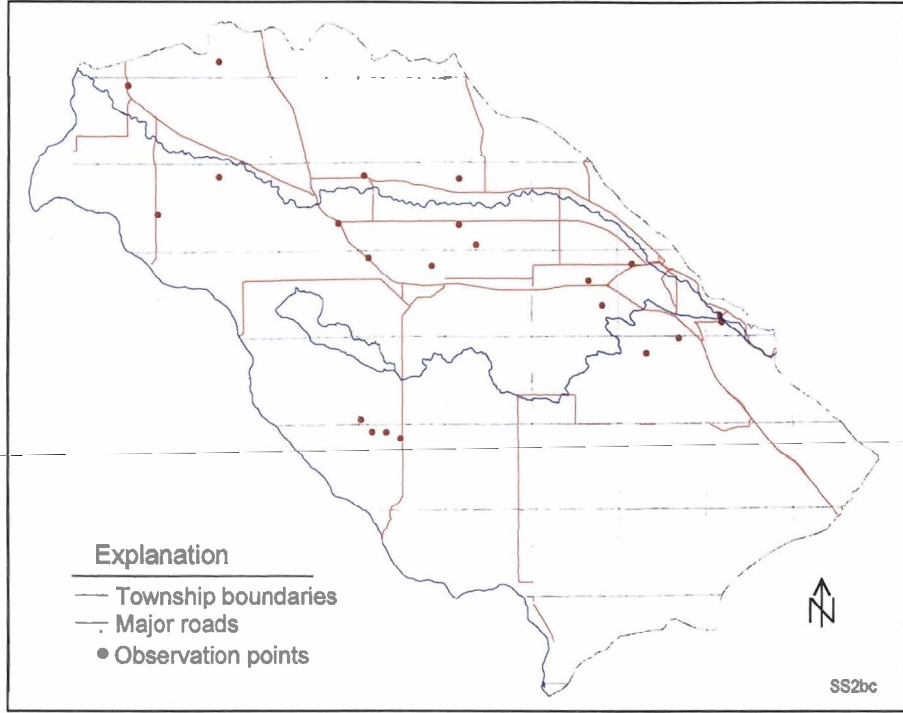 Explanation
Township boundaries
Major roads
Observation points
N
SS2bc